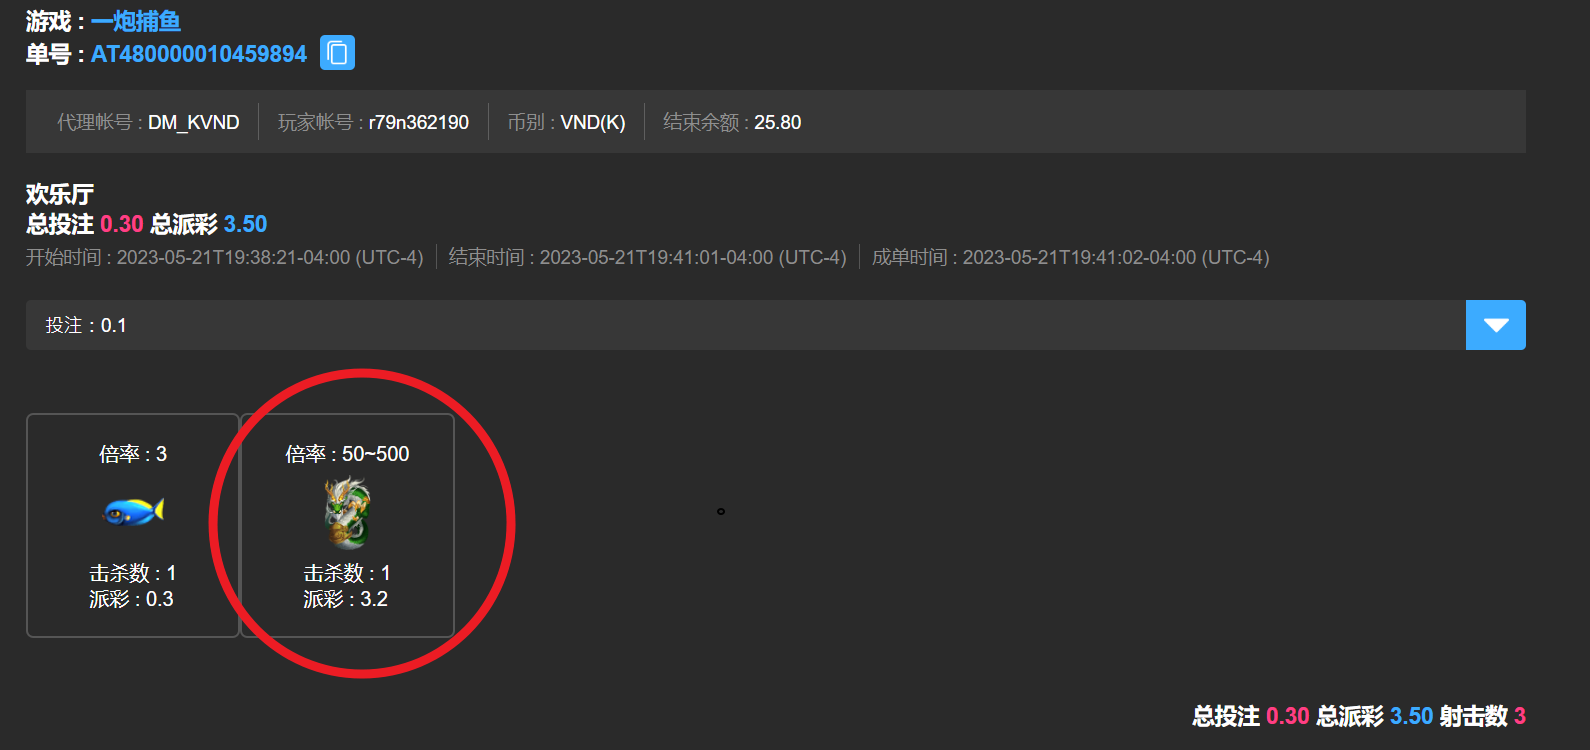 游戏 : 一炮捕鱼
单号 : AT480000010459894
代理帐号 : DM_KVND 玩家帐号 : r79n362190 币别 : VND(K) 结束余额 : 25.80
欢乐厅
总投注 0.30 总派彩 3.50
开始时间 : 2023-05-21T19:38:21-04:00 (UTC-4) 结束时间 : 2023-05-21T19:41:01-04:00 (UTC-4) 成单时间 : 2023-05-21T19:41:02-04:00 (UTC-4)
投注 : 0.1
倍率 : 3
击杀数 : 1
派彩 : 0.3
倍率 : 50~500
击杀数 : 1
派彩 : 3.2
总投注 0.30 总派彩 3.50 射击数 3